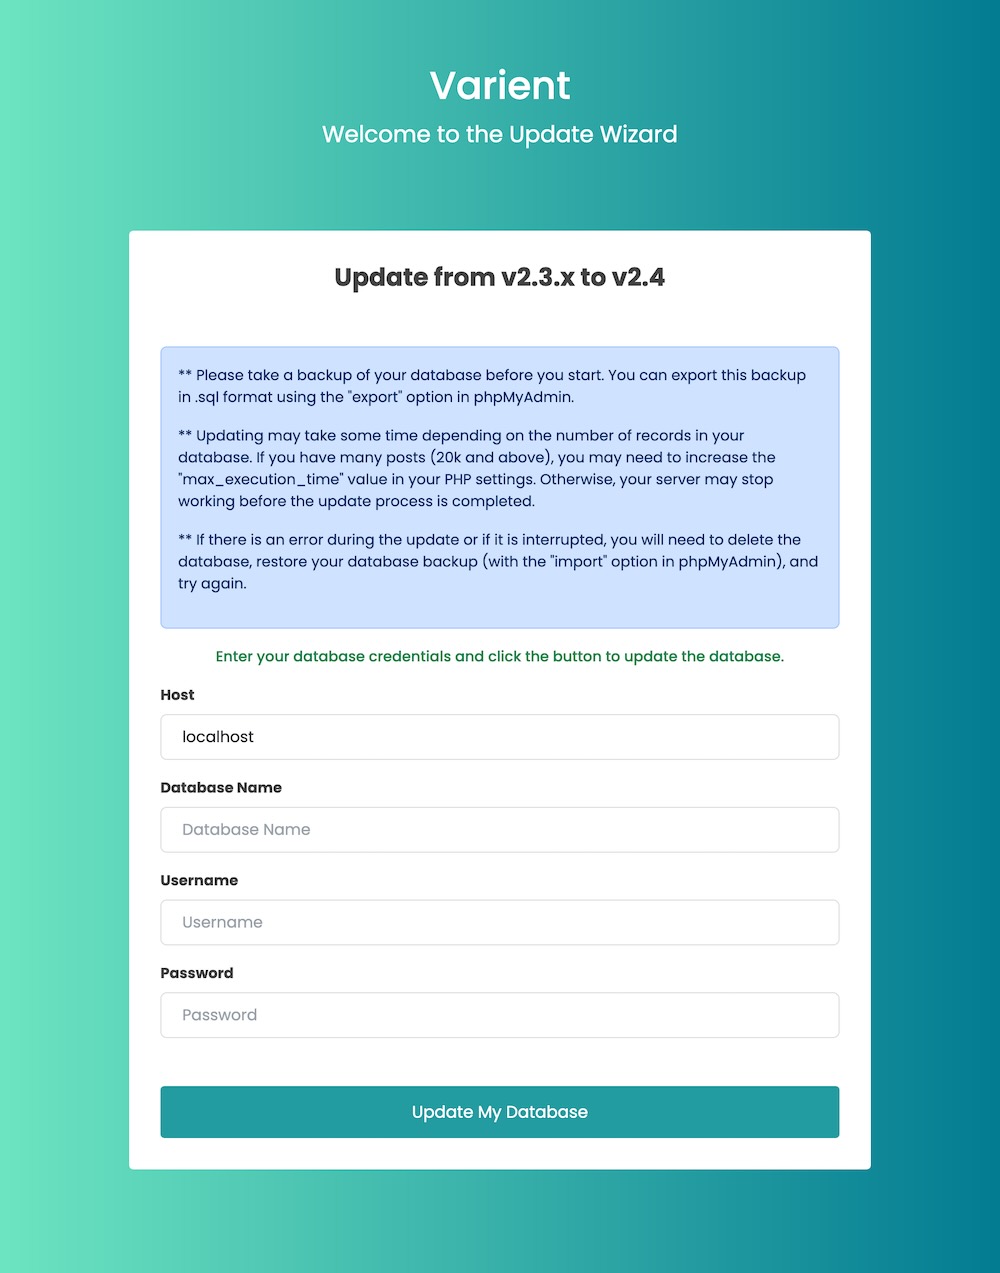 Varient
Welcome to the Update Wizard
Update from v2.3.x to v2.4
** Please take a backup of your database before you start. You can export this backup
in .sql format using the "export" option in phpMyAdmin.
** Updating may take some time depending on the number of records in your
database. If you have many posts (20k and above), you may need to increase the
"max_execution_time" value in your PHP settings. Otherwise, your server may stop
working before the update process is completed.
** If there is an error during the update or if it is interrupted, you will need to delete the
database, restore your database backup (with the "import" option in phpMyAdmin), and
try again.
Enter your database credentials and click the button to update the database.
Host
localhost
Database Name
Database Name
Username
Username
Password
Password
Update My Database